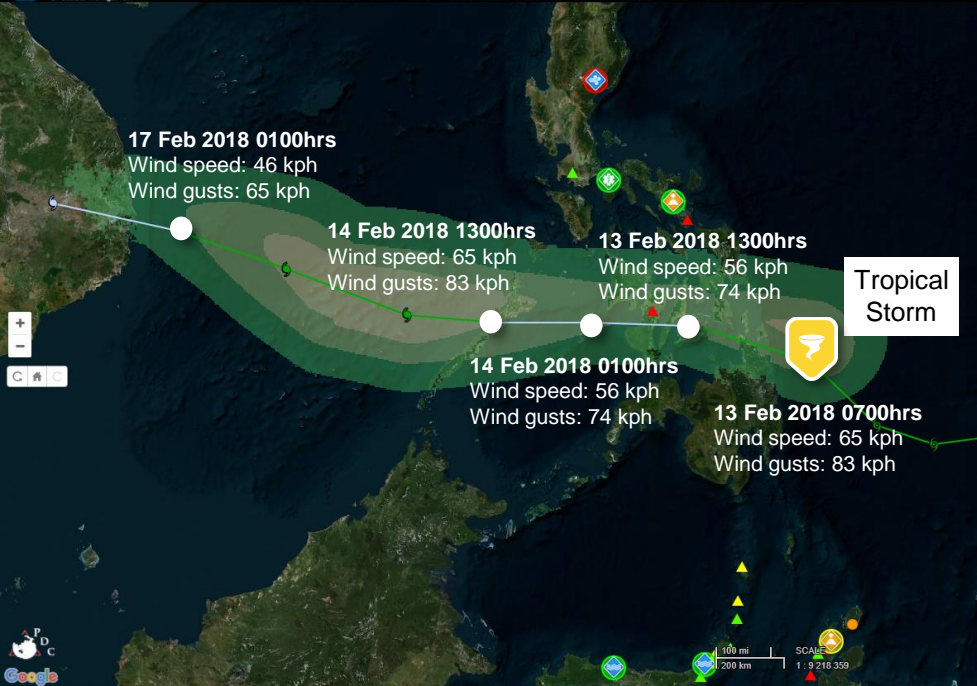 17 Feb 2018 0100hrs
Wind speed: 46 kph
Wind gusts: 65 kph
14 Feb 2018 1300hrs
Wind speed: 65 kph
Wind gusts: 83 kph
13 Feb 2018 1300hrs
Wind speed: 56 kph
Wind gusts: 74 kph
Tropical
Storm
14 Feb 2018 0100hrs
Wind speed: 56 kph
Wind gusts: 74 kph
13 Feb 2018 0700hrs
Wind speed: 65 kph
Wind gusts: 83 kph
+
−
PDC
Google
100 mi
200 km
SCALE
1 : 9 218 359